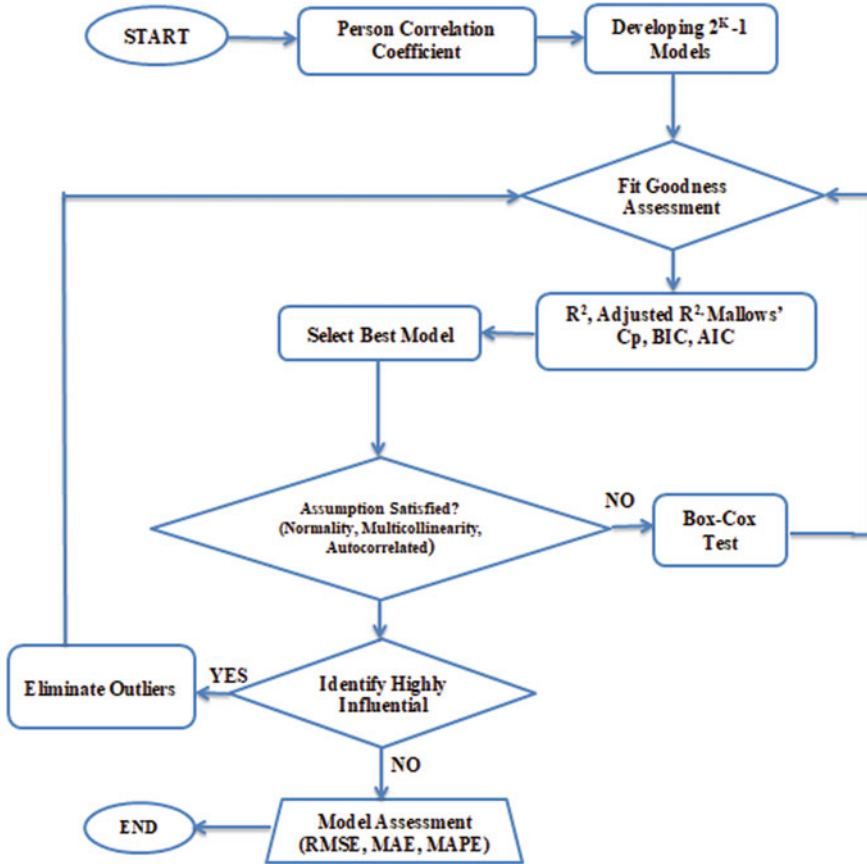 START
Person Correlation
Coefficient
Developing 2ᴷ-1
Models
Fit Goodness
Assessment
R², Adjusted R²·Mallows'
Cp, BIC, AIC
Select Best Model
Assumption Satisfied?
(Normality, Multicollinearity,
Autocorrelated)
NO
Box-Cox
Test
Identify Highly
Influential
YES
Eliminate Outliers
NO
Model Assessment
(RMSE, MAE, MAPE)
END